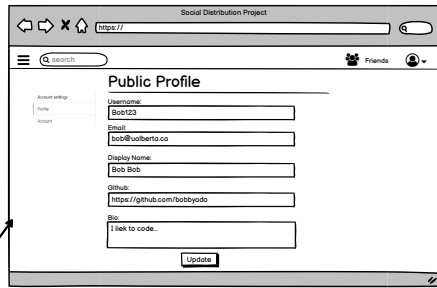 Social Distribution Project
https://
search
Friends
Public Profile
Account settings
Profile
Account
Username:
Bob123
Email:
bob@ualberta.ca
Display Name:
Bob Bob
Github:
https://github.com/bobbyado
Bio:
I liek to code..
Update